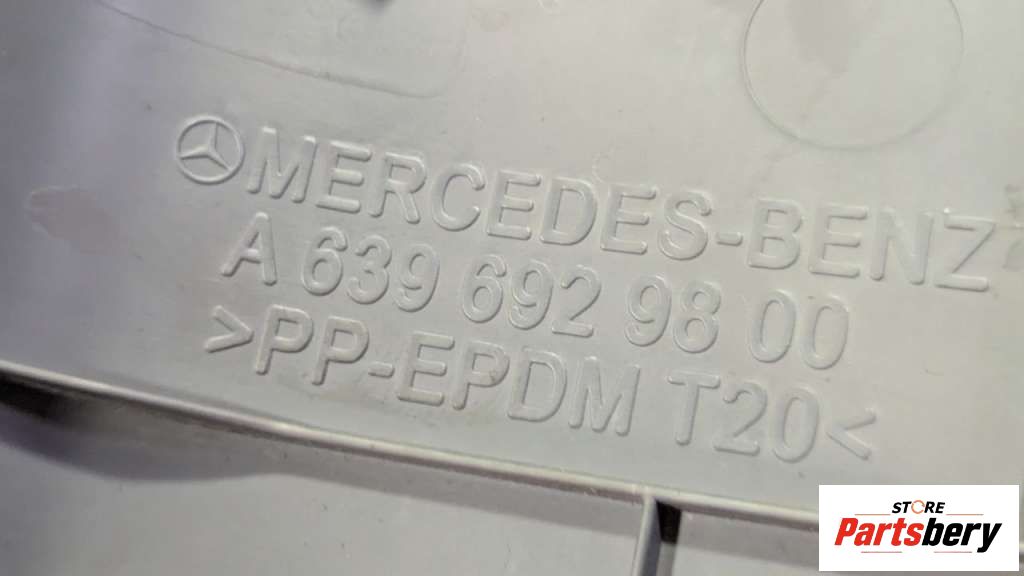 MERCEDES-BENZ
A 639 692 98 00
>PP-EPDM T20<
STORE
Partsbery